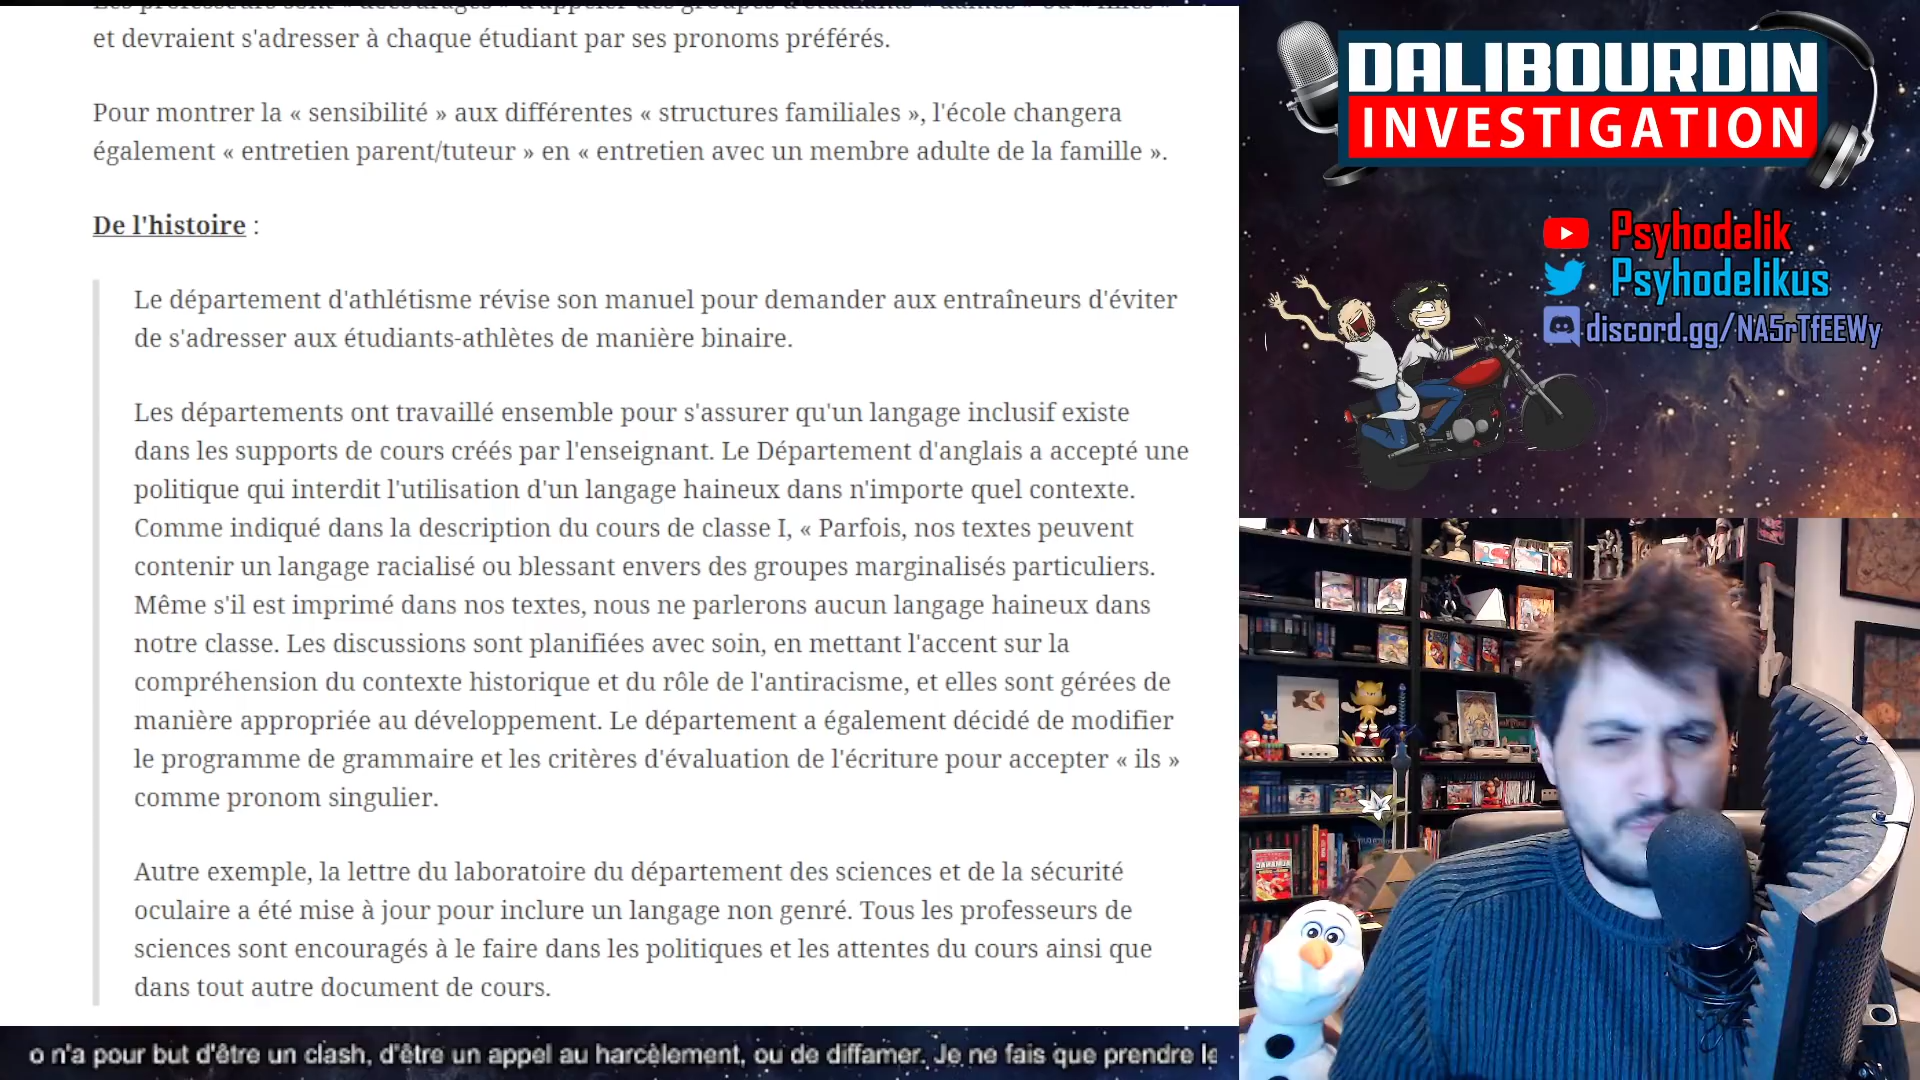 et devraient s'adresser à chaque étudiant par ses pronoms préférés.
Pour montrer la « sensibilité » aux différentes « structures familiales », l'école changera
également « entretien parent/tuteur » en « entretien avec un membre adulte de la famille ».
De l'histoire :
Le département d'athlétisme révise son manuel pour demander aux entraîneurs d'éviter
de s'adresser aux étudiants-athlètes de manière binaire.
Les départements ont travaillé ensemble pour s'assurer qu'un langage inclusif existe
dans les supports de cours créés par l'enseignant. Le Département d'anglais a accepté une
politique qui interdit l'utilisation d'un langage haineux dans n'importe quel contexte.
Comme indiqué dans la description du cours de classe I, « Parfois, nos textes peuvent
contenir un langage racialisé ou blessant envers des groupes marginalisés particuliers.
Même s'il est imprimé dans nos textes, nous ne parlerons aucun langage haineux dans
notre classe. Les discussions sont planifiées avec soin, en mettant l'accent sur la
compréhension du contexte historique et du rôle de l'antiracisme, et elles sont gérées de
manière appropriée au développement. Le département a également décidé de modifier
le programme de grammaire et les critères d'évaluation de l'écriture pour accepter « ils »
comme pronom singulier.
Autre exemple, la lettre du laboratoire du département des sciences et de la sécurité
oculaire a été mise à jour pour inclure un langage non genré. Tous les professeurs de
sciences sont encouragés à le faire dans les politiques et les attentes du cours ainsi que
dans tout autre document de cours.
o n'a pour but d'être un clash, d'être un appel au harcèlement, ou de diffamer. Je ne fais que prendre le
DALIBOURDIN
INVESTIGATION
Psyhodelik
Psyhodelikus
discord.gg/NA5rTfEEWy